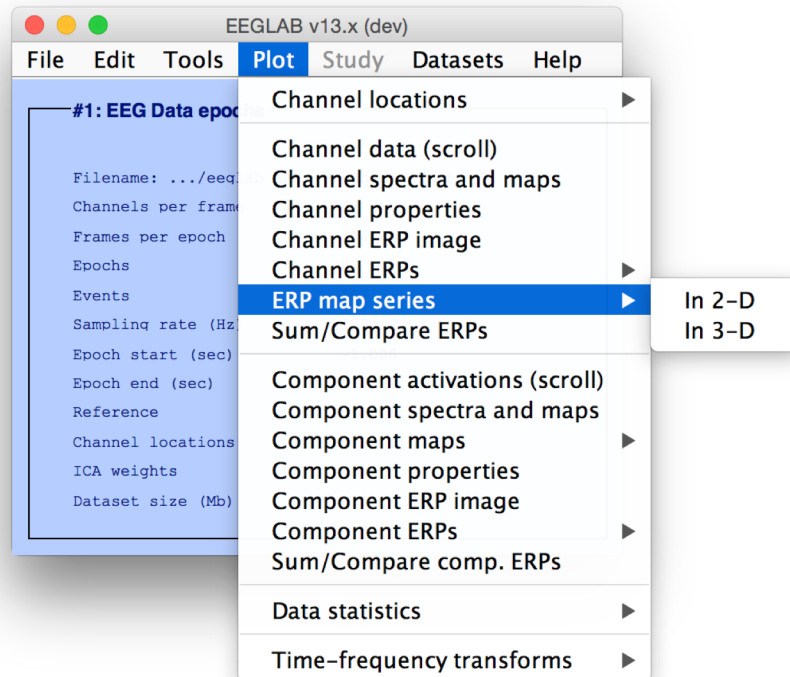 EEGLAB v13.x (dev)
File Edit Tools Plot Study Datasets Help
#1: EEG Data
Filename: .../eeglab
Channels per frame
Frames per epoch
Epochs
Events
Sampling rate (Hz)
Epoch start (sec)
Epoch end (sec)
Reference
Channel locations
ICA weights
Dataset size (Mb)
Channel locations
Channel data (scroll)
Channel spectra and maps
Channel properties
Channel ERP image
Channel ERPs
ERP map series
Sum/Compare ERPs
Component activations (scroll)
Component spectra and maps
Component maps
Component properties
Component ERP image
Component ERPs
Sum/Compare comp. ERPs
Data statistics
Time-frequency transforms
In 2-D
In 3-D